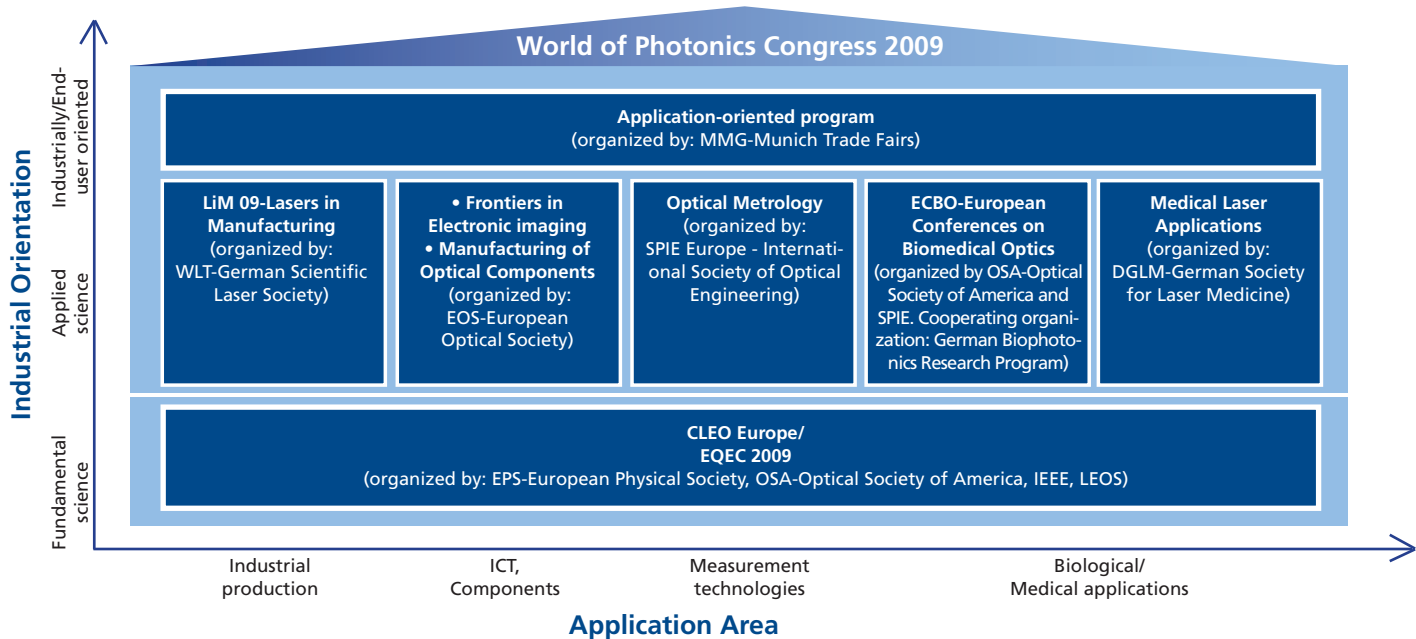 World of Photonics Congress 2009
Industrial Orientation
Industrially/End-
user oriented
Applied
science
Fundamental
science
Application-oriented program
(organized by: MMG-Munich Trade Fairs)
LiM 09-Lasers in
Manufacturing
(organized by:
WLT-German Scientific
Laser Society)
• Frontiers in
Electronic imaging
• Manufacturing of
Optical Components
(organized by:
EOS-European
Optical Society)
Optical Metrology
(organized by:
SPIE Europe - Internati-
onal Society of Optical
Engineering)
ECBO-European
Conferences on
Biomedical Optics
(organized by OSA-Optical
Society of America and
SPIE. Cooperating organi-
zation: German Biophoto-
nics Research Program)
Medical Laser
Applications
(organized by:
DGLM-German Society
for Laser Medicine)
CLEO Europe/
EQEC 2009
(organized by: EPS-European Physical Society, OSA-Optical Society of America, IEEE, LEOS)
Industrial
production
ICT,
Components
Measurement
technologies
Biological/
Medical applications
Application Area